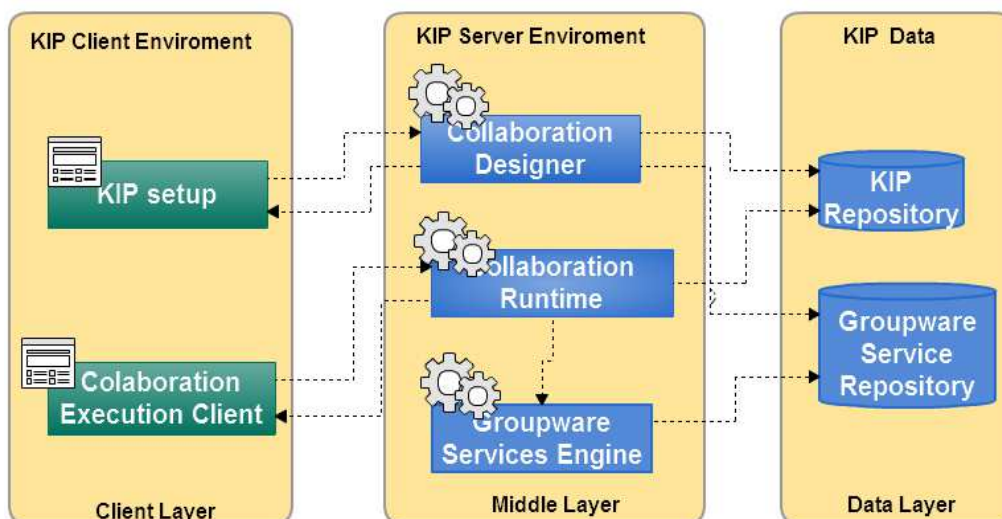 KIP Client Enviroment
KIP setup
Colaboration
Execution Client
Client Layer
KIP Server Enviroment
Collaboration
Designer
Collaboration
Runtime
Groupware
Services Engine
Middle Layer
KIP Data
KIP
Repository
Groupware
Service
Repository
Data Layer